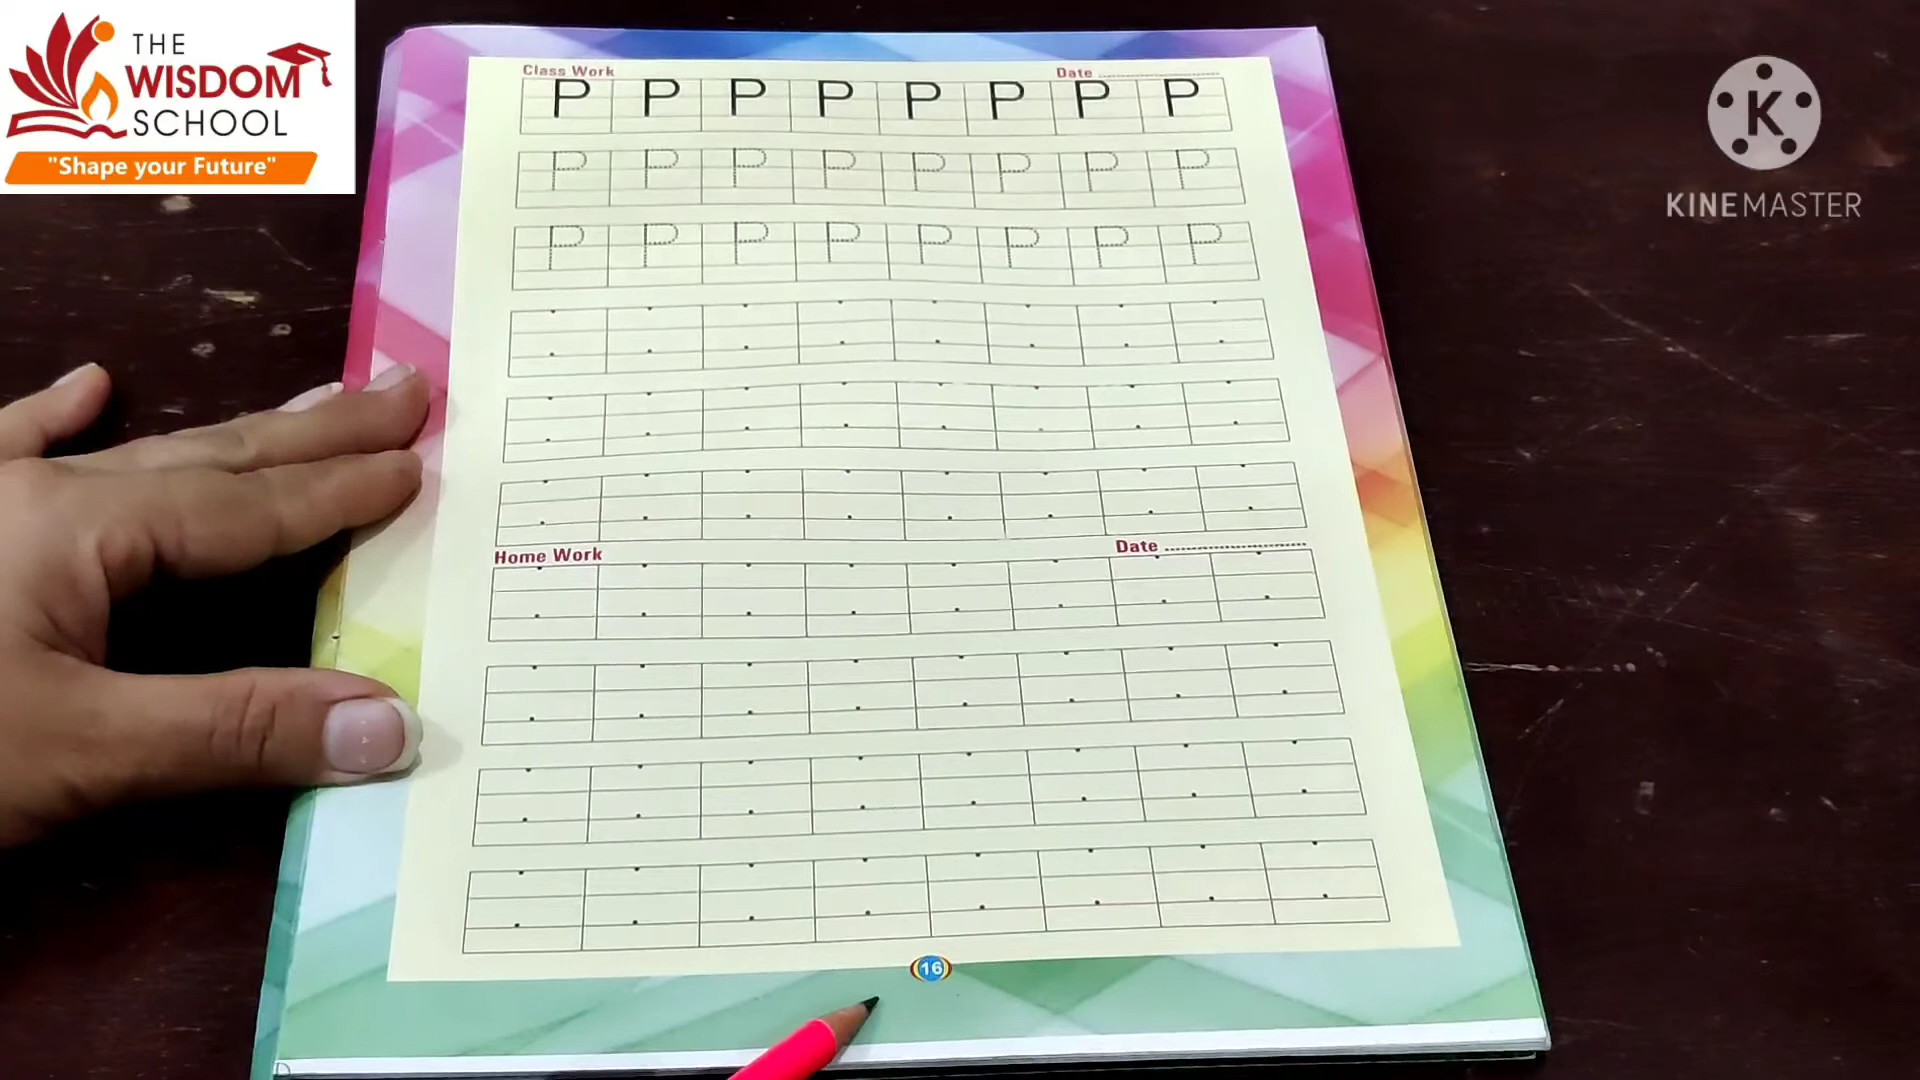 THE
WISDOM
SCHOOL
"Shape your Future"
K
KINEMASTER
Class Work Date
P P P P P P P P
P P P P P P P P
P P P P P P P P
Home Work Date
16